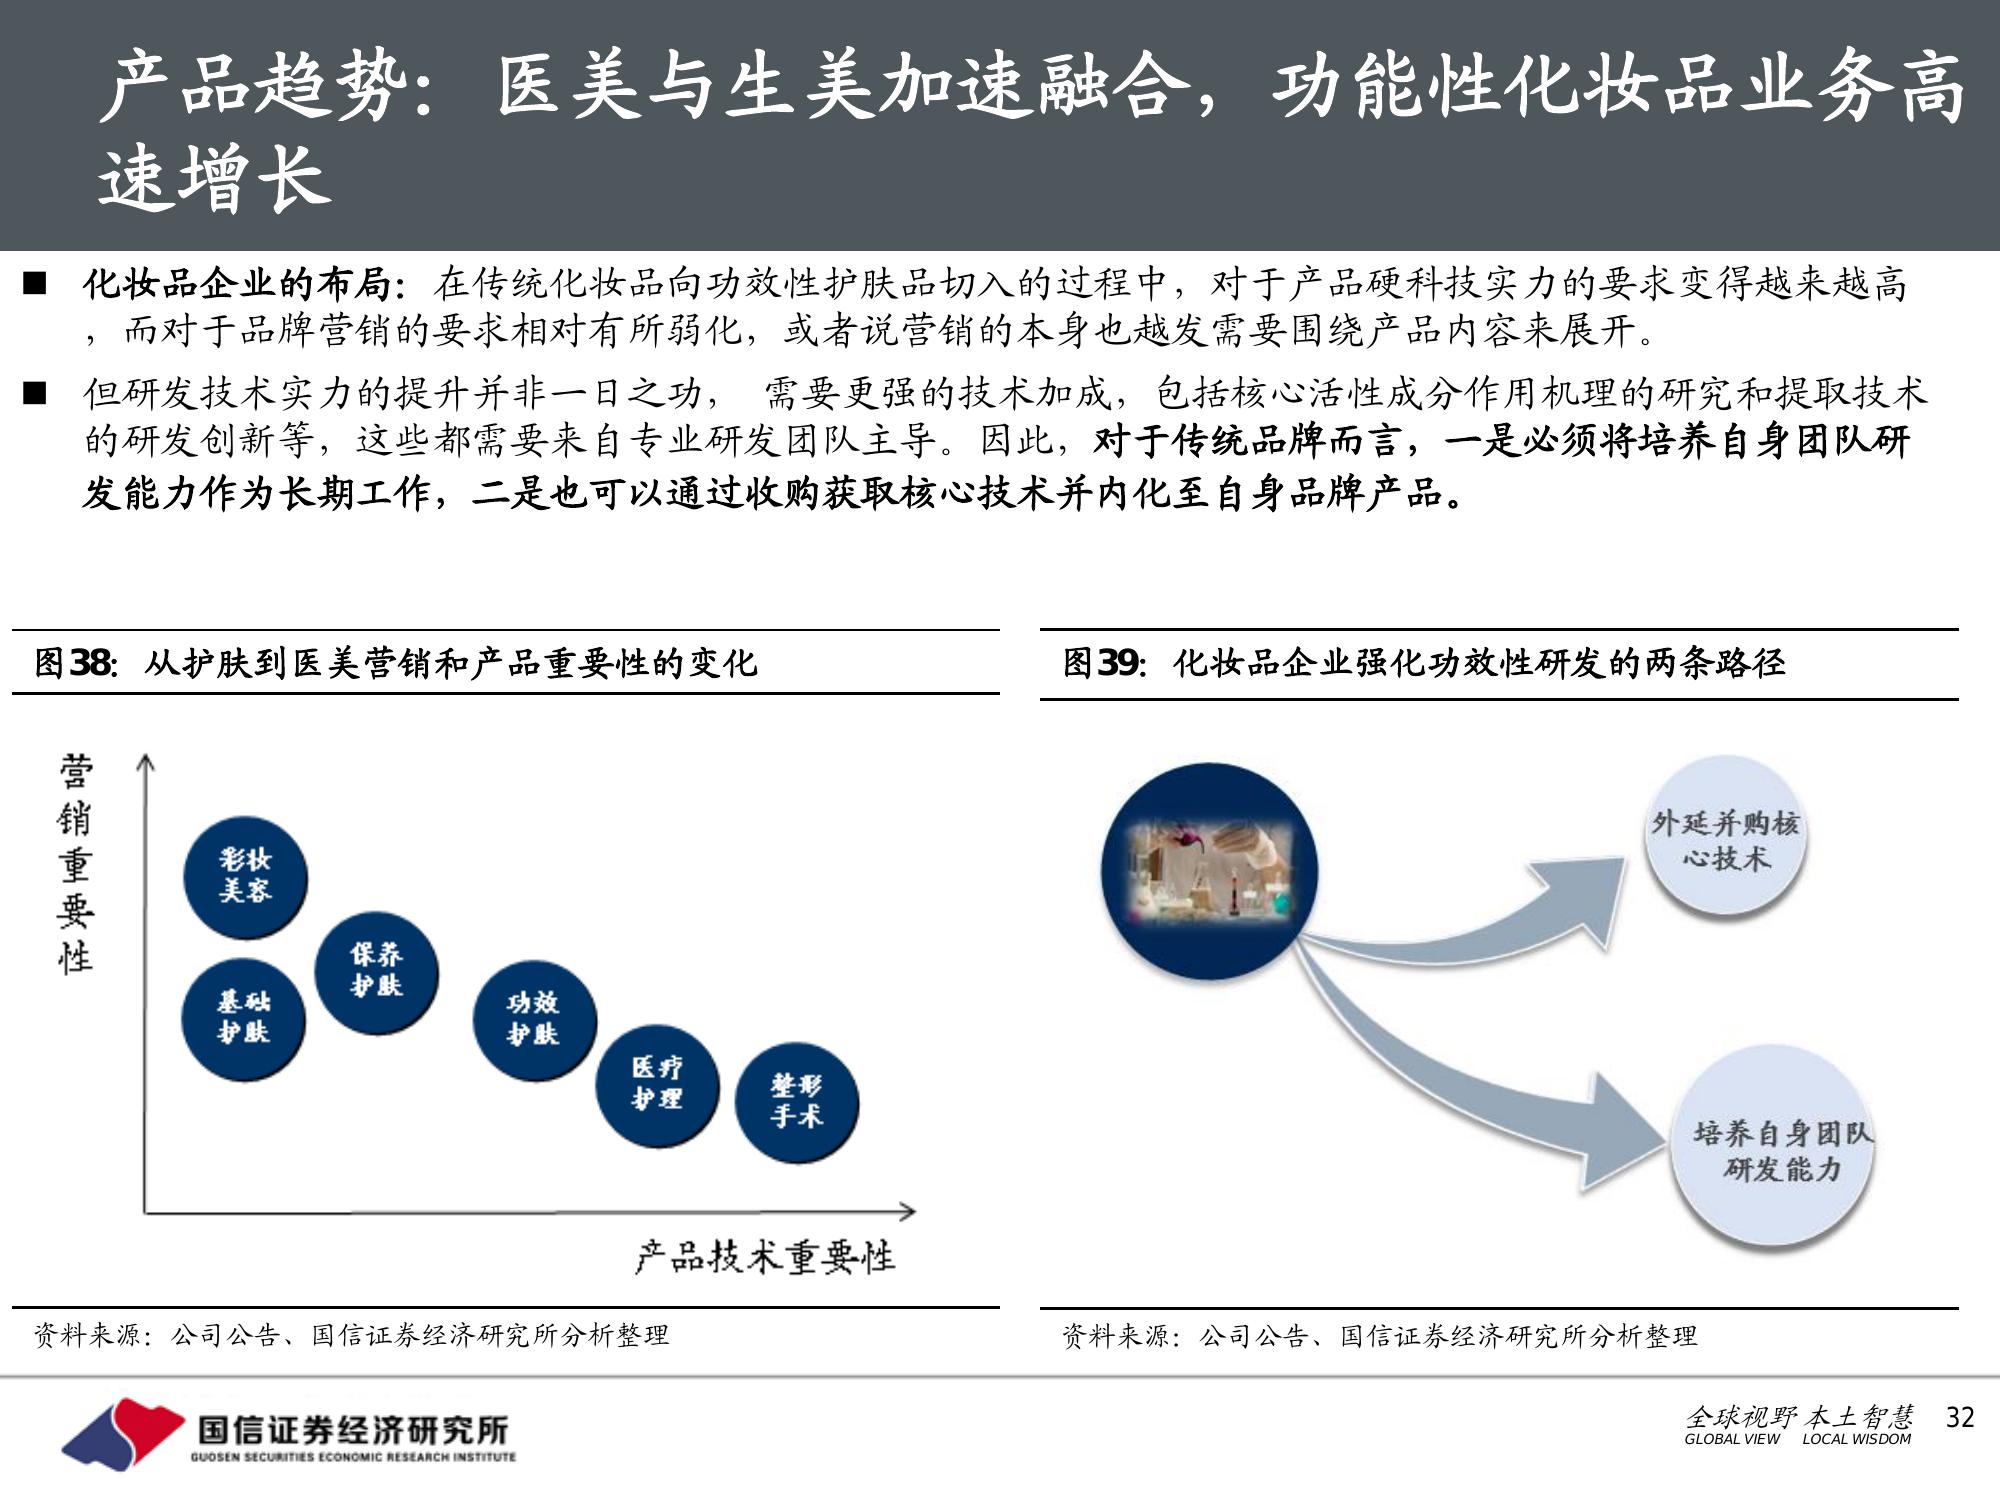 产品趋势：医美与生美加速融合，功能性化妆品业务高
速增长
■ 化妆品企业的布局：在传统化妆品向功效性护肤品切入的过程中，对于产品硬科技实力的要求变得越来越高
，而对于品牌营销的要求相对有所弱化，或者说营销的本身也越发需要围绕产品内容来展开。
■ 但研发技术实力的提升并非一日之功， 需要更强的技术加成，包括核心活性成分作用机理的研究和提取技术
的研发创新等，这些都需要来自专业研发团队主导。因此，对于传统品牌而言，一是必须将培养自身团队研
发能力作为长期工作，二是也可以通过收购获取核心技术并内化至自身品牌产品。
图38：从护肤到医美营销和产品重要性的变化
营
销
重
要
性
彩妆
美容
保养
护肤
基础
护肤
功效
护肤
医疗
护理
整形
手术
产品技术重要性
资料来源：公司公告、国信证券经济研究所分析整理
图39：化妆品企业强化功效性研发的两条路径
外延并购核
心技术
培养自身团队
研发能力
资料来源：公司公告、国信证券经济研究所分析整理
国信证券经济研究所
GUOSEN SECURITIES ECONOMIC RESEARCH INSTITUTE
全球视野 本土智慧
GLOBAL VIEW LOCAL WISDOM
32